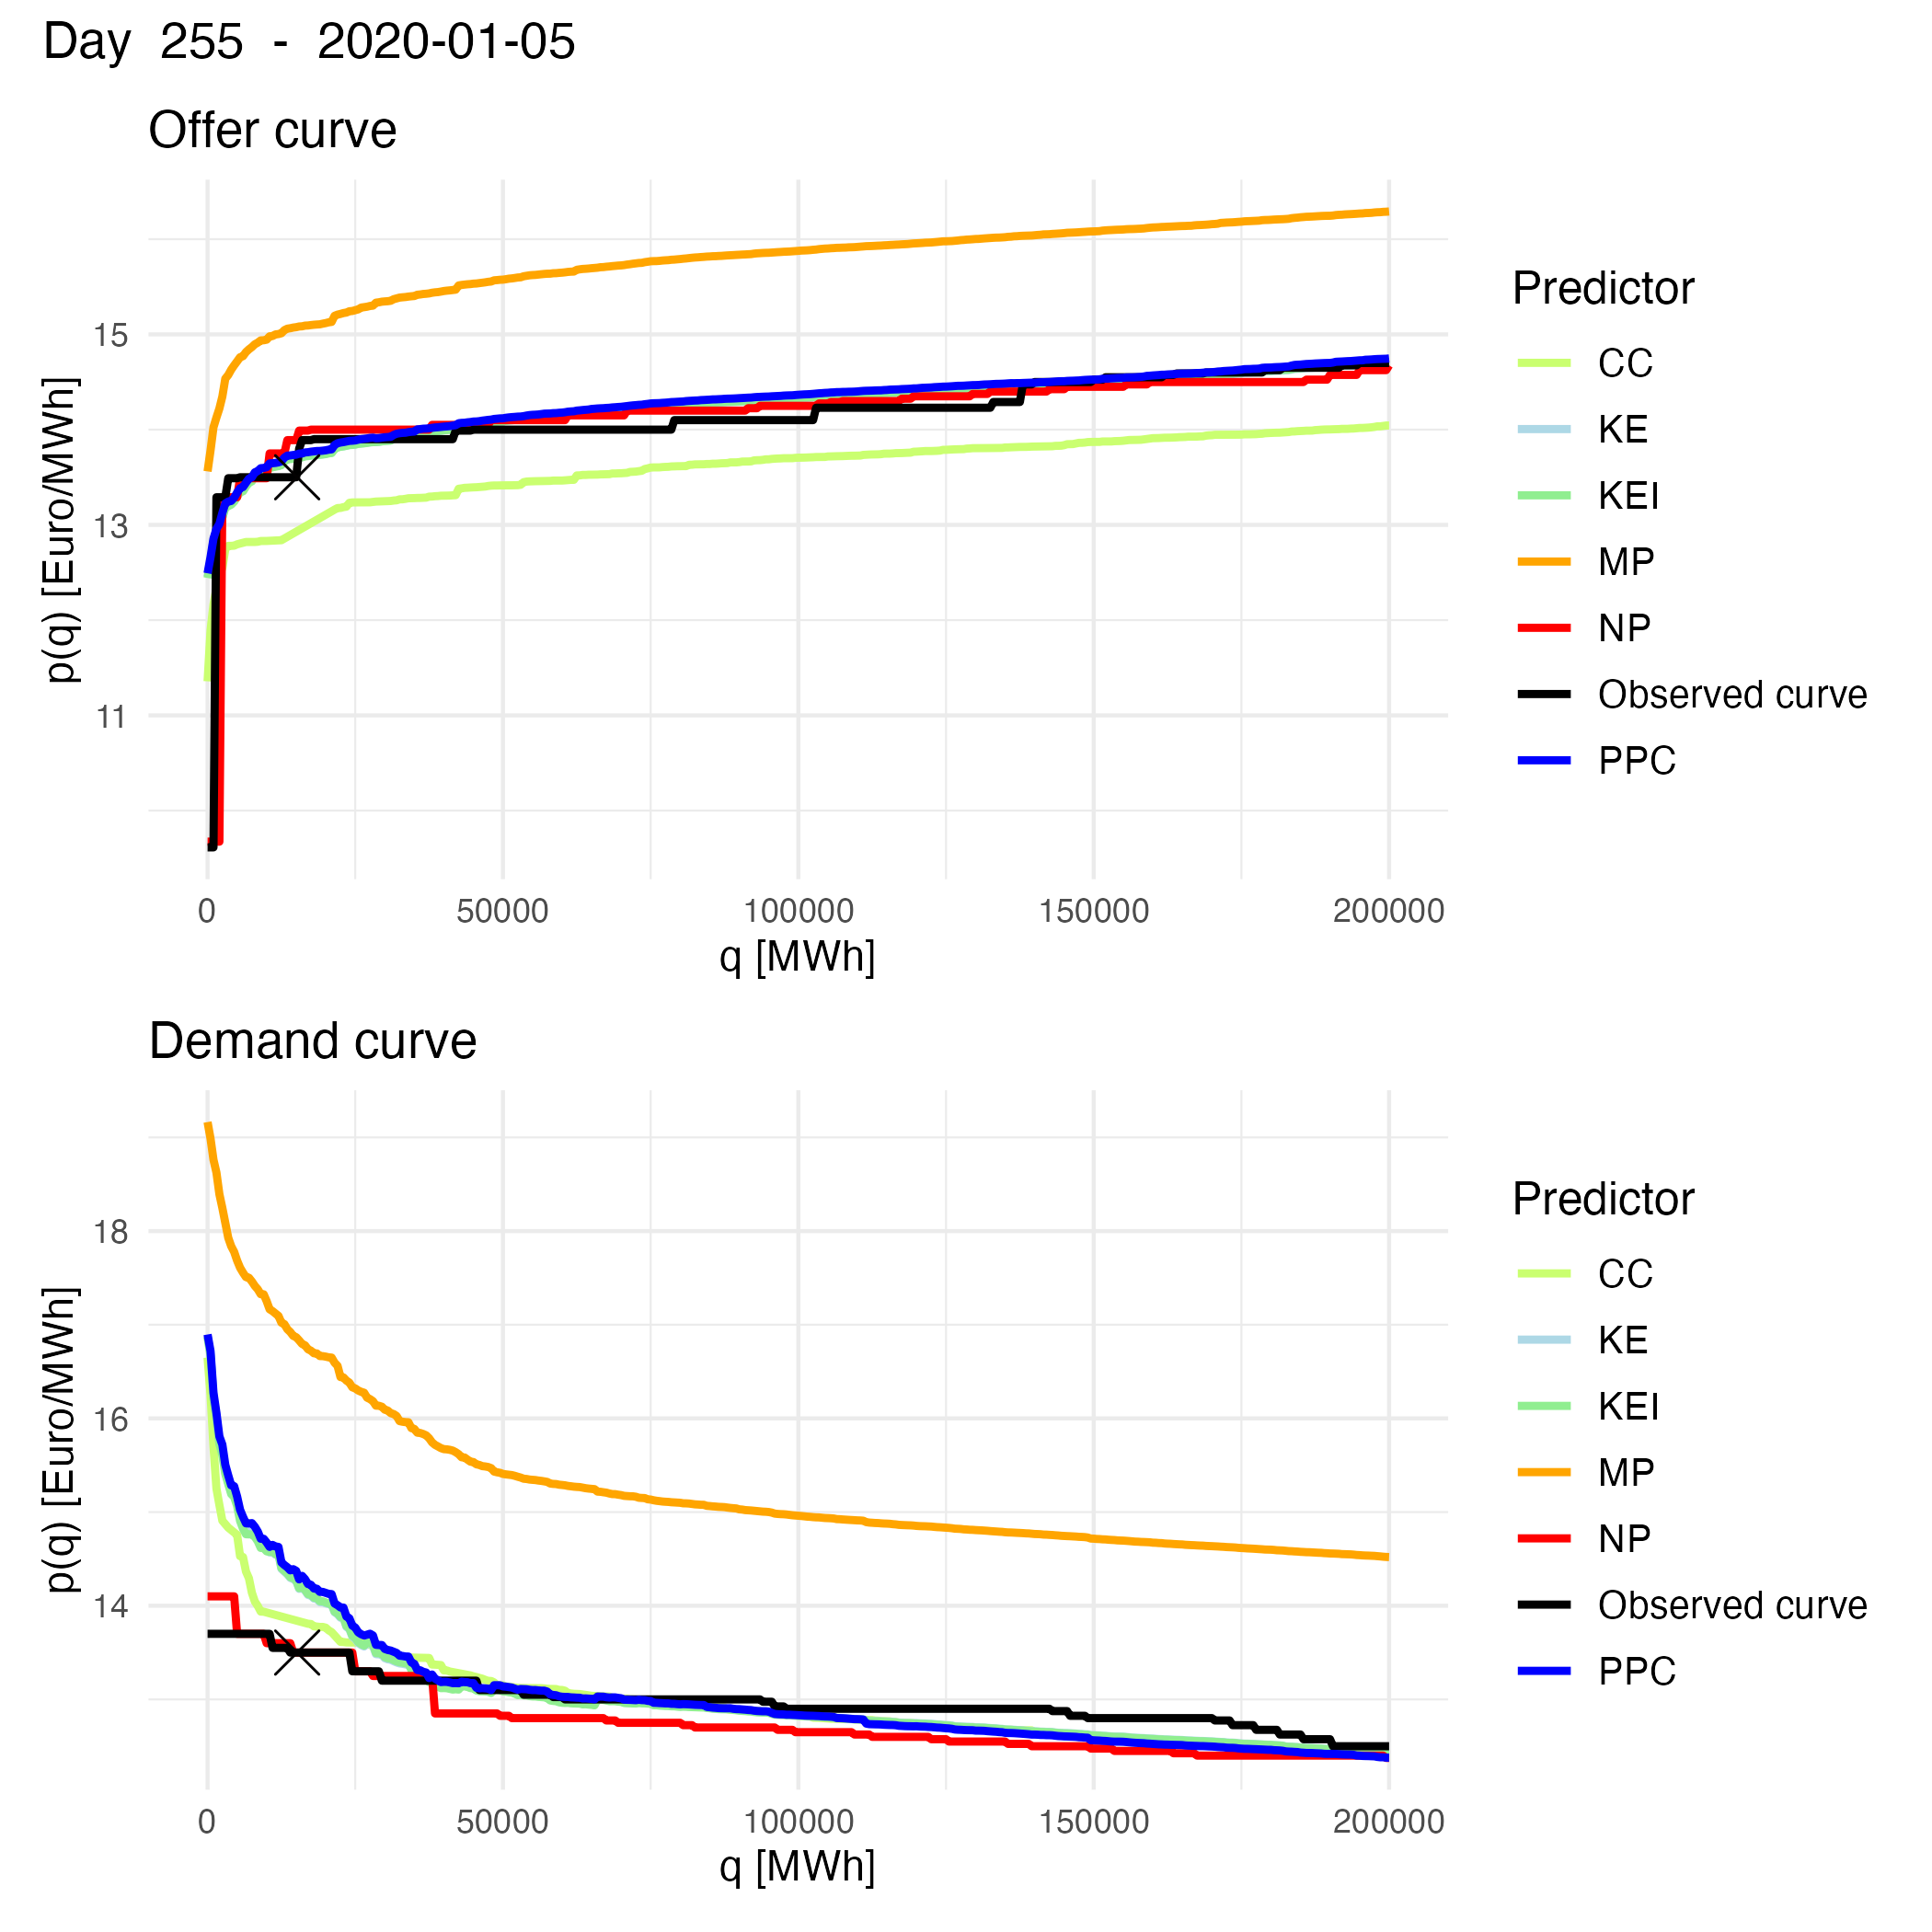 Day 255 - 2020-01-05
Offer curve
p(q) [Euro/MWh]
15
13
11
0 50000 100000 150000 200000
q [MWh]
Predictor
CC
KE
KEI
MP
NP
Observed curve
PPC
Demand curve
p(q) [Euro/MWh]
18
16
14
0 50000 100000 150000 200000
q [MWh]
Predictor
CC
KE
KEI
MP
NP
Observed curve
PPC